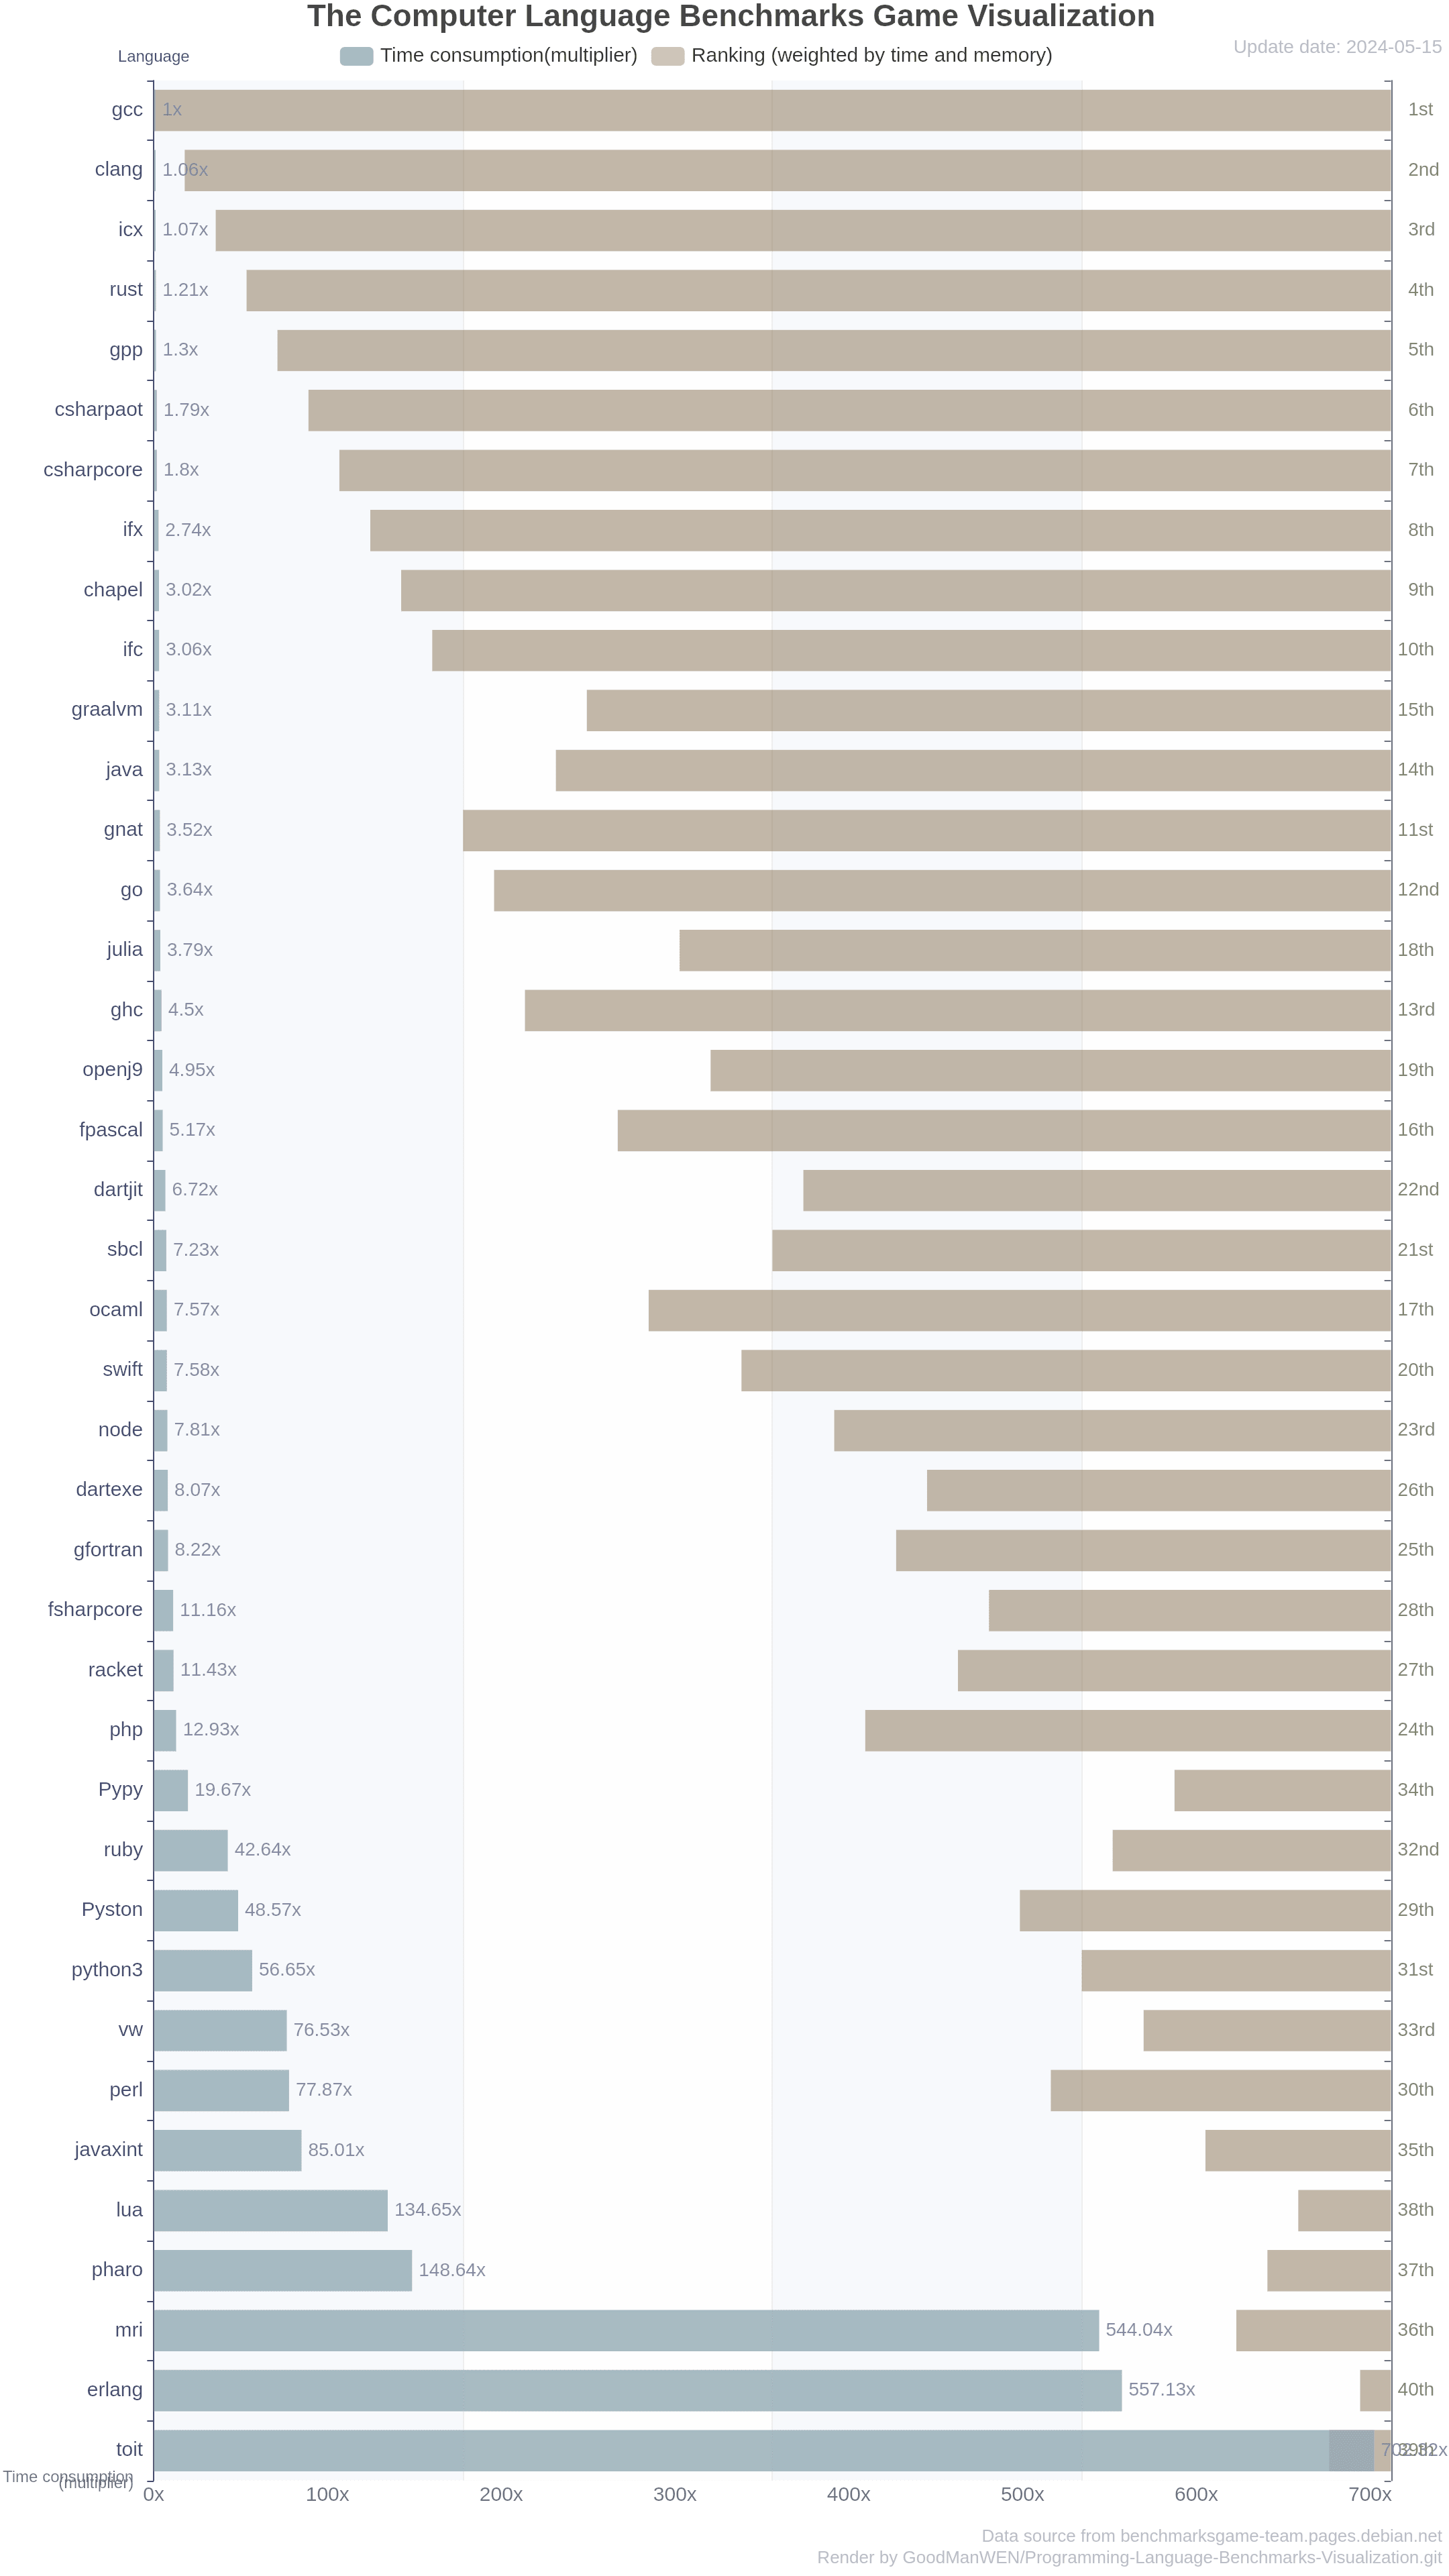 The Computer Language Benchmarks Game Visualization
Update date: 2024-05-15
Language
Time consumption(multiplier) Ranking (weighted by time and memory)
gcc 1x 1st
clang 1.06x 2nd
icx 1.07x 3rd
rust 1.21x 4th
gpp 1.3x 5th
csharpaot 1.79x 6th
csharpcore 1.8x 7th
ifx 2.74x 8th
chapel 3.02x 9th
ifc 3.06x 10th
graalvm 3.11x 15th
java 3.13x 14th
gnat 3.52x 11st
go 3.64x 12nd
julia 3.79x 18th
ghc 4.5x 13rd
openj9 4.95x 19th
fpascal 5.17x 16th
dartjit 6.72x 22nd
sbcl 7.23x 21st
ocaml 7.57x 17th
swift 7.58x 20th
node 7.81x 23rd
dartexe 8.07x 26th
gfortran 8.22x 25th
fsharpcore 11.16x 28th
racket 11.43x 27th
php 12.93x 24th
Pypy 19.67x 34th
ruby 42.64x 32nd
Pyston 48.57x 29th
python3 56.65x 31st
vw 76.53x 33rd
perl 77.87x 30th
javaxint 85.01x 35th
lua 134.65x 38th
pharo 148.64x 37th
mri 544.04x 36th
erlang 557.13x 40th
toit 39th
Time consumption
(multiplier)
0x 100x 200x 300x 400x 500x 600x 700x
Data source from benchmarksgame-team.pages.debian.net
Render by GoodManWEN/Programming-Language-Benchmarks-Visualization.git